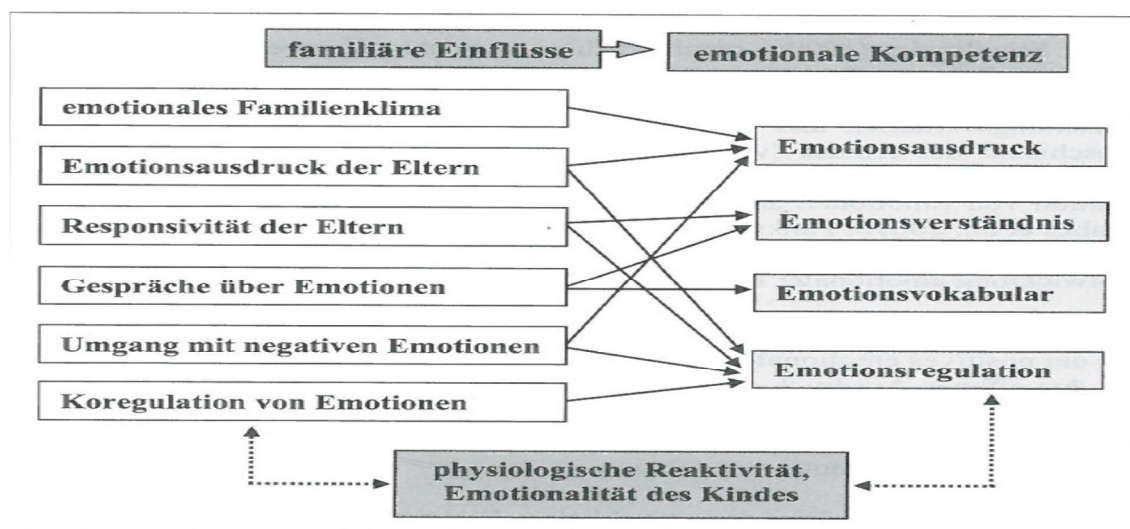 familiäre Einflüsse
emotionale Kompetenz
emotionales Familienklima
Emotionsausdruck der Eltern
Responsivität der Eltern
Gespräche über Emotionen
Umgang mit negativen Emotionen
Koregulation von Emotionen
Emotionsausdruck
Emotionsverständnis
Emotionsvokabular
Emotionsregulation
physiologische Reaktivität,
Emotionalität des Kindes